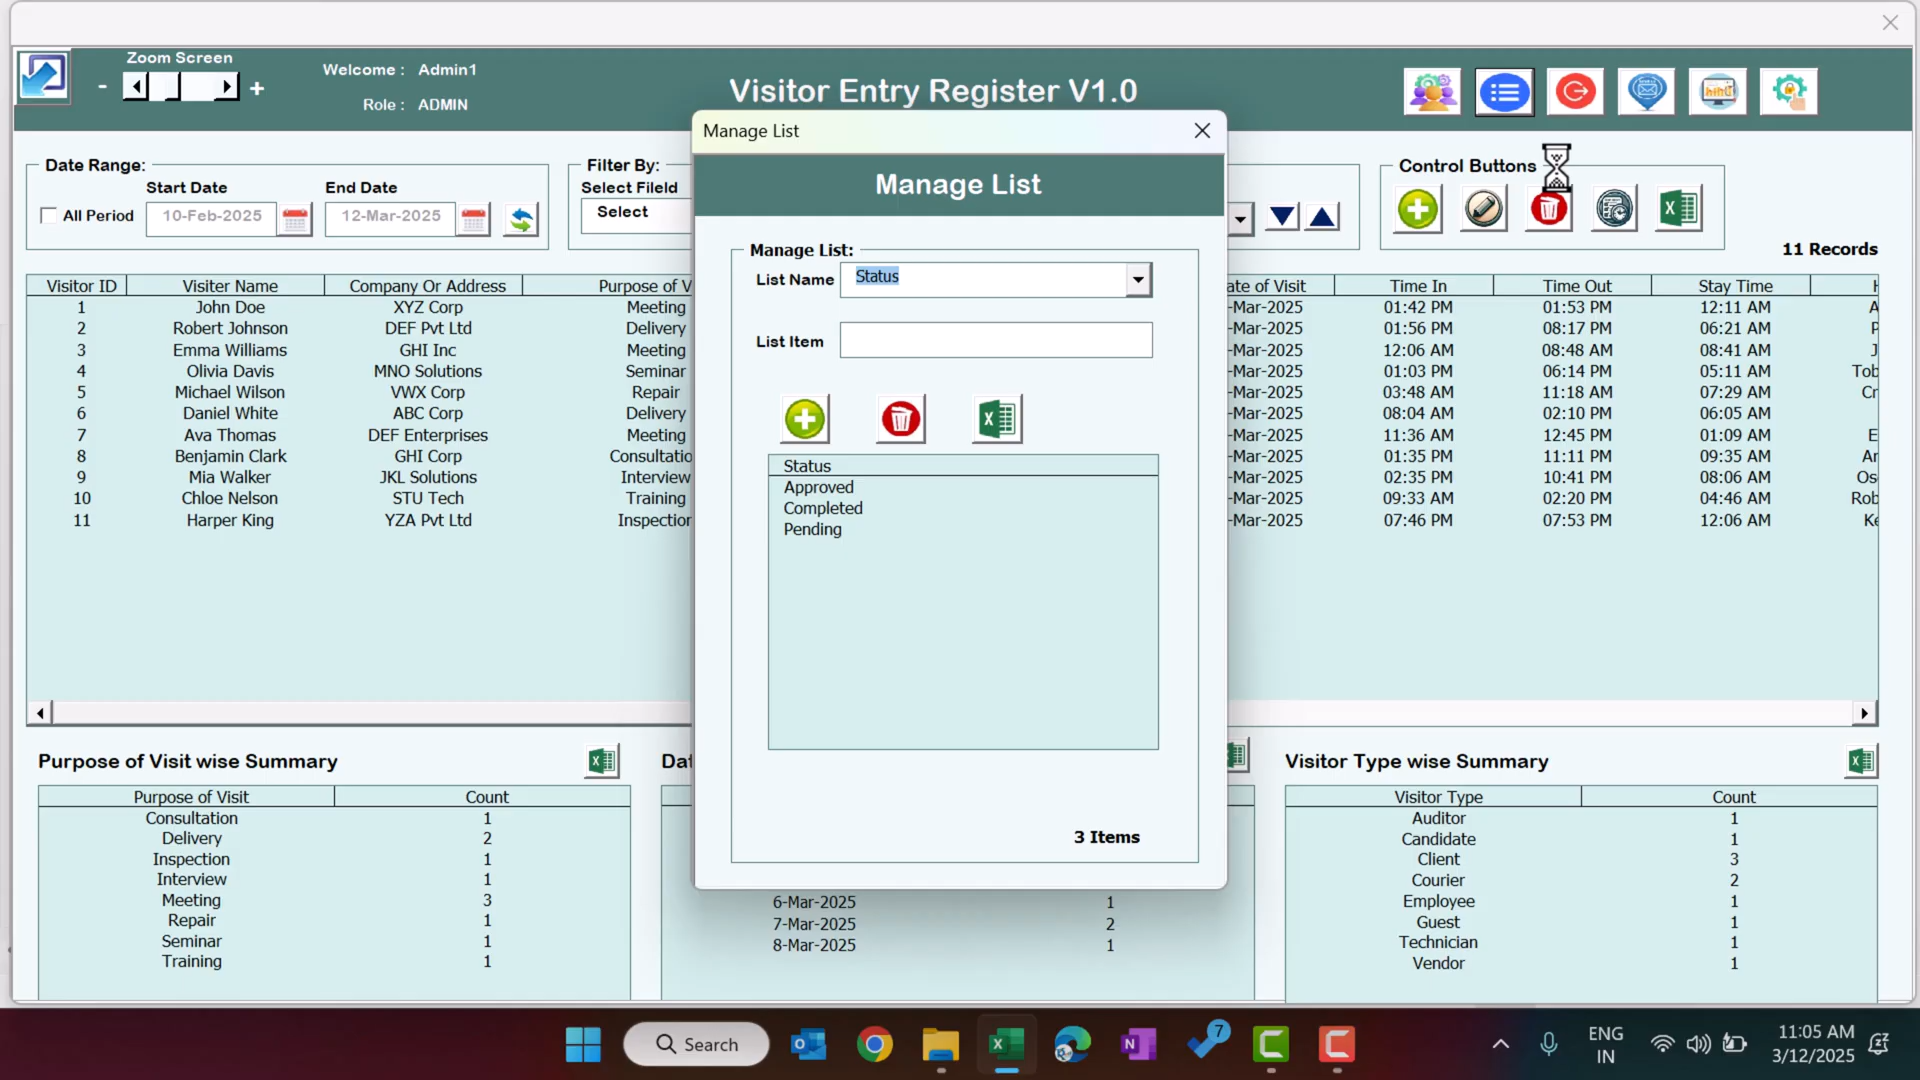 Zoom Screen
- +
Welcome : Admin1
Role : ADMIN
Visitor Entry Register V1.0
Date Range:
Start Date End Date
All Period 10-Feb-2025 12-Mar-2025
Filter By:
Select Fileld
Select
Control Buttons
11 Records
Manage List
Manage List
Manage List:
List Name Status
List Item
Status
Approved
Completed
Pending
3 Items
Visitor ID Visiter Name Company Or Address Purpose of V ate of Visit Time In Time Out Stay Time
1 John Doe XYZ Corp Meeting -Mar-2025 01:42 PM 01:53 PM 12:11 AM A
2 Robert Johnson DEF Pvt Ltd Delivery -Mar-2025 01:56 PM 08:17 PM 06:21 AM P
3 Emma Williams GHI Inc Meeting -Mar-2025 12:06 AM 08:48 AM 08:41 AM J
4 Olivia Davis MNO Solutions Seminar -Mar-2025 01:03 PM 06:14 PM 05:11 AM Tob
5 Michael Wilson VWX Corp Repair -Mar-2025 03:48 AM 11:18 AM 07:29 AM Cr
6 Daniel White ABC Corp Delivery -Mar-2025 08:04 AM 02:10 PM 06:05 AM
7 Ava Thomas DEF Enterprises Meeting -Mar-2025 11:36 AM 12:45 PM 01:09 AM E
8 Benjamin Clark GHI Corp Consultatio -Mar-2025 01:35 PM 11:11 PM 09:35 AM Ar
9 Mia Walker JKL Solutions Interview -Mar-2025 02:35 PM 10:41 PM 08:06 AM Os
10 Chloe Nelson STU Tech Training -Mar-2025 09:33 AM 02:20 PM 04:46 AM Rob
11 Harper King YZA Pvt Ltd Inspection -Mar-2025 07:46 PM 07:53 PM 12:06 AM Ke
Purpose of Visit wise Summary
Purpose of Visit Count
Consultation 1
Delivery 2
Inspection 1
Interview 1
Meeting 3
Repair 1
Seminar 1
Training 1
Dat
6-Mar-2025 1
7-Mar-2025 2
8-Mar-2025 1
Visitor Type wise Summary
Visitor Type Count
Auditor 1
Candidate 1
Client 3
Courier 2
Employee 1
Guest 1
Technician 1
Vendor 1
Search
7
ENG
IN
11:05 AM
3/12/2025